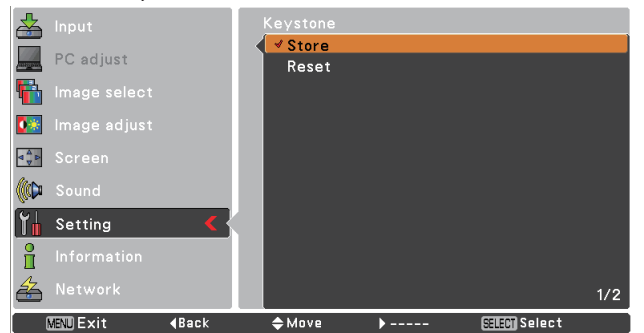 Input
PC adjust
Image select
Image adjust
Screen
Sound
Setting
Information
Network
Keystone
Store
Reset
1/2
MENU Exit Back Move ----- SELECT Select